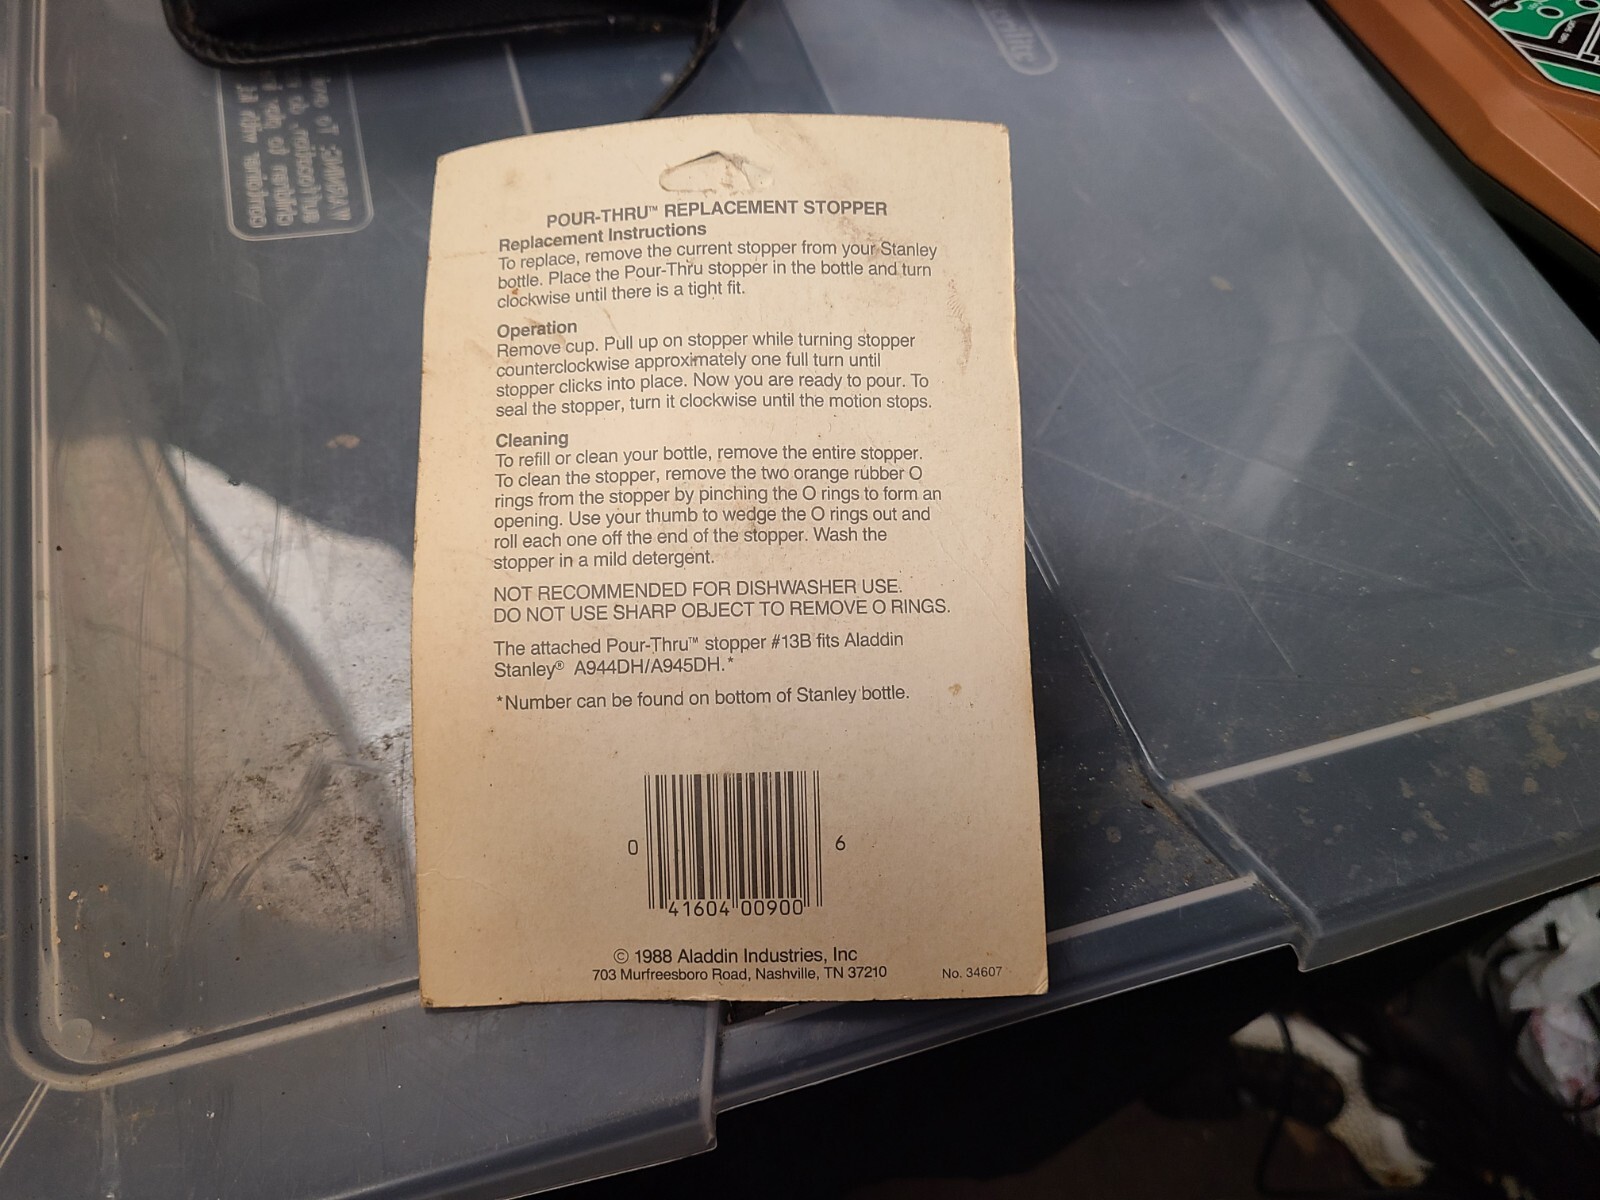 POUR-THRU™ REPLACEMENT STOPPER
Replacement Instructions
To replace, remove the current stopper from your Stanley
bottle. Place the Pour-Thru stopper in the bottle and turn
clockwise until there is a tight fit.
Operation
Remove cup. Pull up on stopper while turning stopper
counterclockwise approximately one full turn until
stopper clicks into place. Now you are ready to pour. To
seal the stopper, turn it clockwise until the motion stops.
Cleaning
To refill or clean your bottle, remove the entire stopper.
To clean the stopper, remove the two orange rubber O
rings from the stopper by pinching the O rings to form an
opening. Use your thumb to wedge the O rings out and
roll each one off the end of the stopper. Wash the
stopper in a mild detergent.
NOT RECOMMENDED FOR DISHWASHER USE.
DO NOT USE SHARP OBJECT TO REMOVE O RINGS.
The attached Pour-Thru™ stopper #13B fits Aladdin
Stanley® A944DH/A945DH.*
*Number can be found on bottom of Stanley bottle.
0 41604 00900 6
© 1988 Aladdin Industries, Inc
703 Murfreesboro Road, Nashville, TN 37210
No. 34607